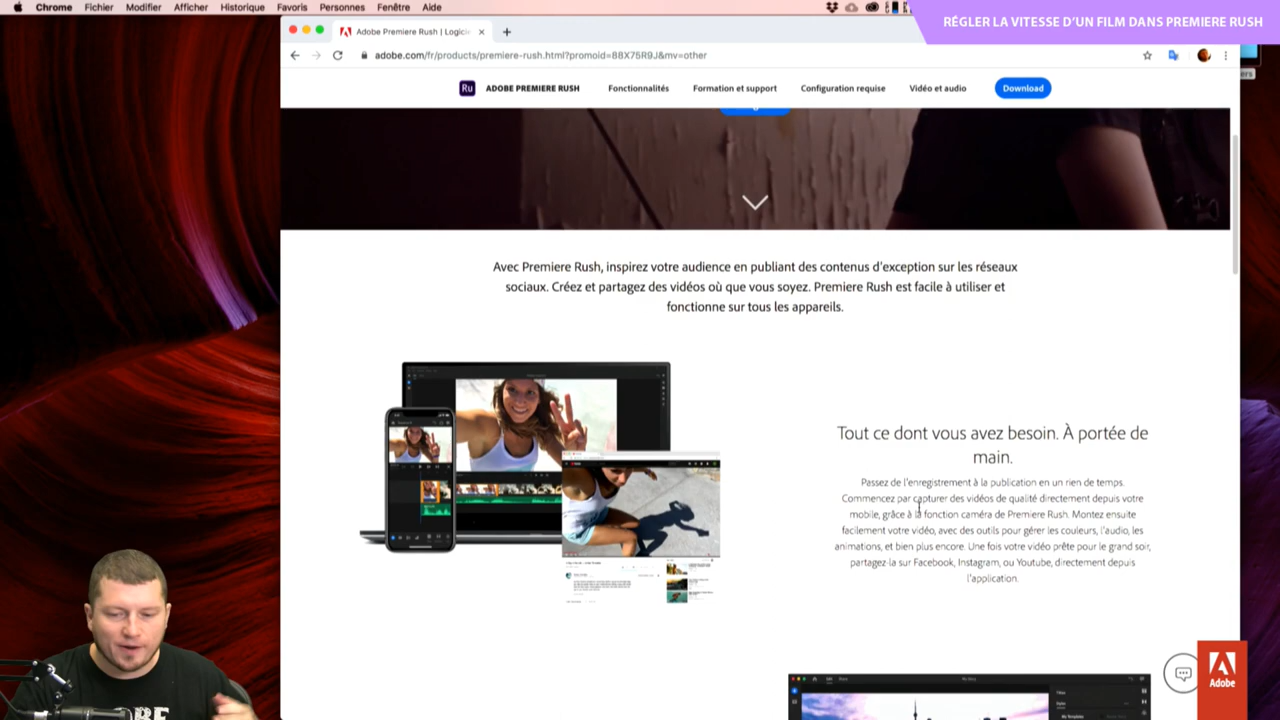 Chrome Fichier Modifier Afficher Historique Favoris Personnes Fenêtre Aide
RÉGLER LA VITESSE D'UN FILM DANS PREMIERE RUSH
Adobe Premiere Rush | Logicie
adobe.com/fr/products/premiere-rush.html?promoid=88X75R9J&mv=other
Ru ADOBE PREMIERE RUSH Fonctionnalités Formation et support Configuration requise Vidéo et audio Download
Avec Premiere Rush, inspirez votre audience en publiant des contenus d'exception sur les réseaux
sociaux. Créez et partagez des vidéos où que vous soyez. Premiere Rush est facile à utiliser et
fonctionne sur tous les appareils.
Tout ce dont vous avez besoin. À portée de
main.
Passez de l'enregistrement à la publication en un rien de temps.
Commencez par capturer des vidéos de qualité directement depuis votre
mobile, grâce à la fonction caméra de Premiere Rush. Montez ensuite
facilement votre vidéo, avec des outils pour gérer les couleurs, l'audio, les
animations, et bien plus encore. Une fois votre vidéo prête pour le grand soir,
partagez-la sur Facebook, Instagram, ou Youtube, directement depuis
l'application.
Adobe